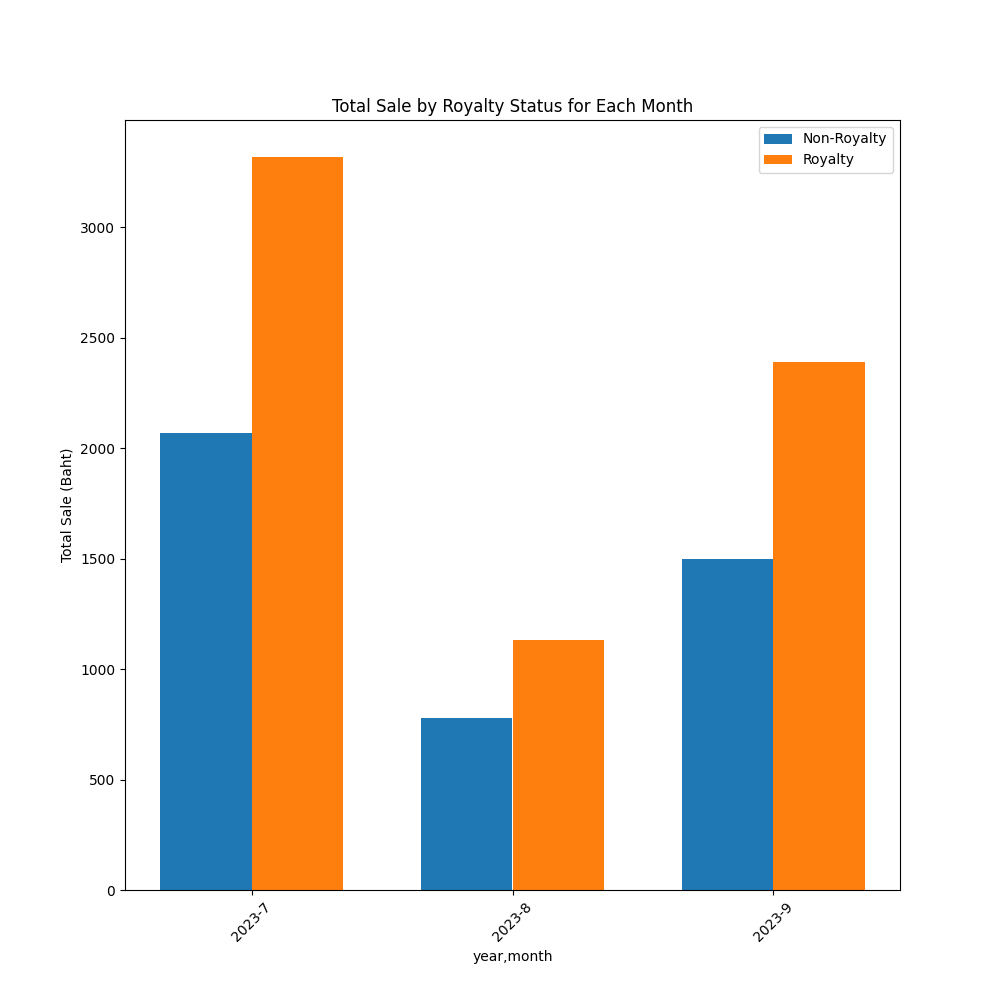 Total Sale by Royalty Status for Each Month
Non-Royalty
Royalty
3000
2500
2000
1500
1000
500
0
Total Sale (Baht)
2023-7
2023-8
2023-9
year,month